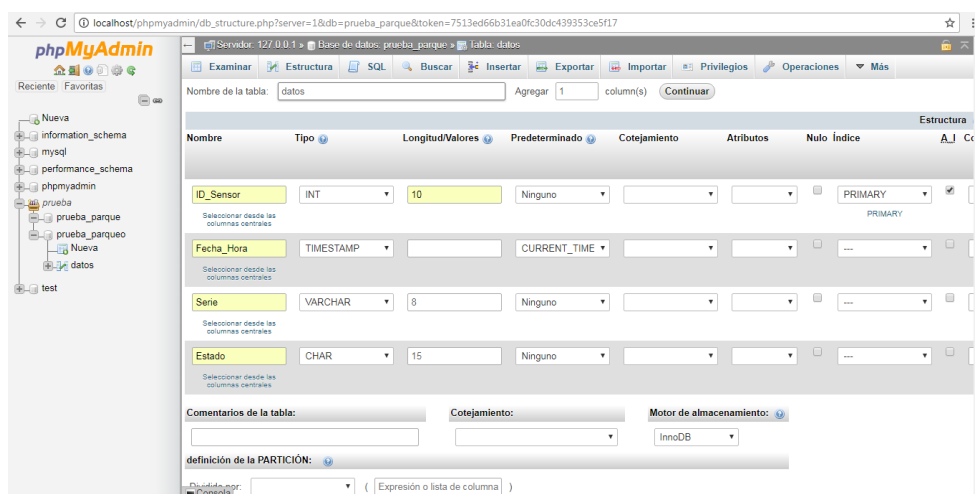 localhost/phpmyadmin/db_structure.php?server=1&db=prueba_parque&token=7513ed66b31ea0fc30dc439353ce5f17
phpMyAdmin
Reciente Favoritas
Nueva
information_schema
mysql
performance_schema
phpmyadmin
prueba
prueba_parque
prueba_parqueo
Nueva
datos
test
Servidor: 127.0.0.1 » Base de datos: prueba_parque » Tabla: datos
Examinar Estructura SQL Buscar Insertar Exportar Importar Privilegios Operaciones Más
Nombre de la tabla: datos Agregar 1 column(s) Continuar
Estructura
Nombre Tipo Longitud/Valores Predeterminado Cotejamiento Atributos Nulo Índice A_I Co
ID_Sensor INT 10 Ninguno PRIMARY
Seleccionar desde las PRIMARY
columnas centrales
Fecha_Hora TIMESTAMP CURRENT_TIME ---
Seleccionar desde las
columnas centrales
Serie VARCHAR 8 Ninguno ---
Seleccionar desde las
columnas centrales
Estado CHAR 15 Ninguno ---
Seleccionar desde las
columnas centrales
Comentarios de la tabla: Cotejamiento: Motor de almacenamiento:
InnoDB
definición de la PARTICIÓN:
Dividido por: ( Expresión o lista de columna )
Consola